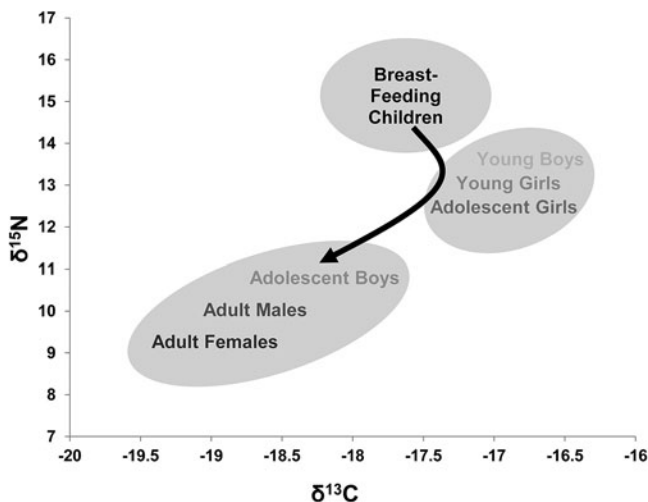 17
16
15
14
13
12
11
10
9
8
7
δ15N
Breast-
Feeding
Children
Young Boys
Young Girls
Adolescent Girls
Adolescent Boys
Adult Males
Adult Females
-20 -19.5 -19 -18.5 -18 -17.5 -17 -16.5 -16
δ13C